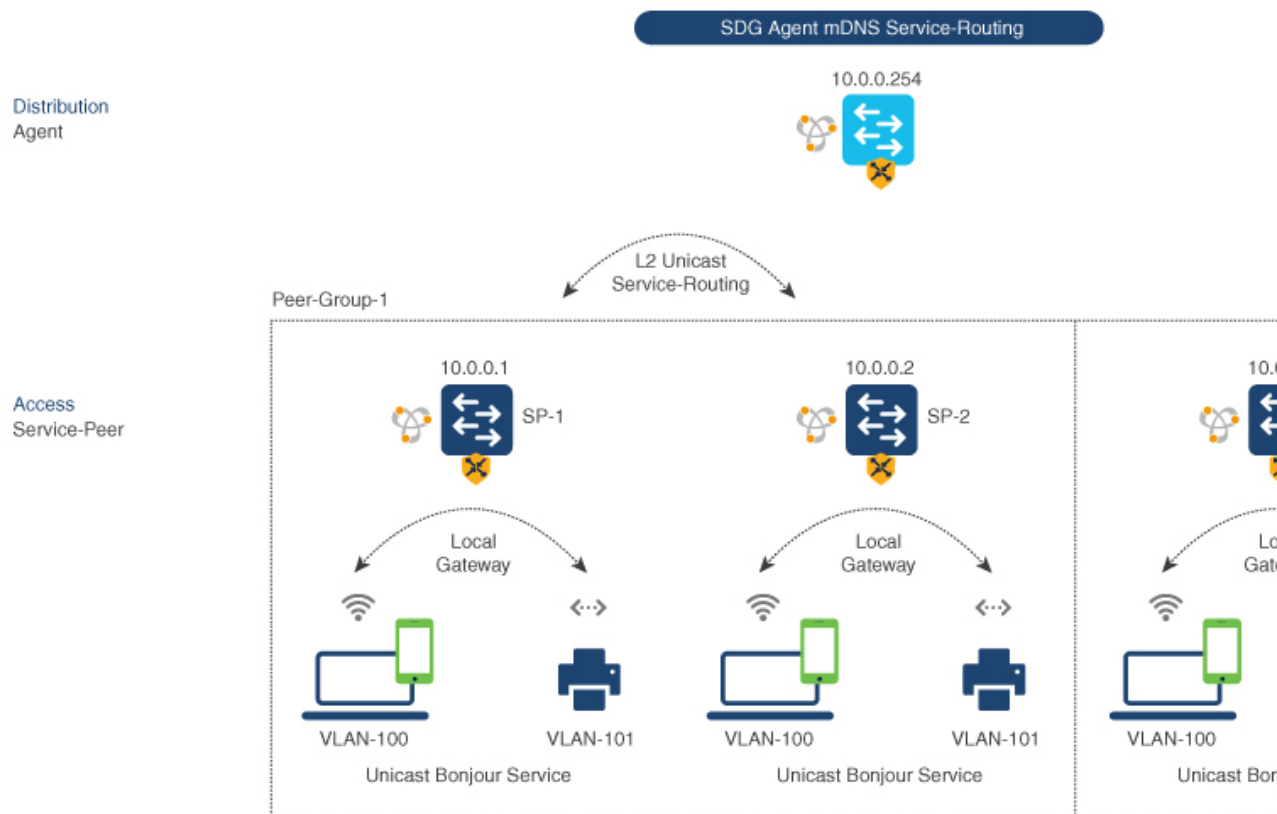 SDG Agent mDNS Service-Routing
10.0.0.254
Distribution
Agent
L2 Unicast
Service-Routing
Peer-Group-1
10.0.0.1
10.0.0.2
Access
Service-Peer
SP-1
SP-2
Local
Gateway
Local
Gateway
VLAN-100
VLAN-101
VLAN-100
VLAN-101
VLAN-100
Unicast Bonjour Service
Unicast Bonjour Service
Unicast